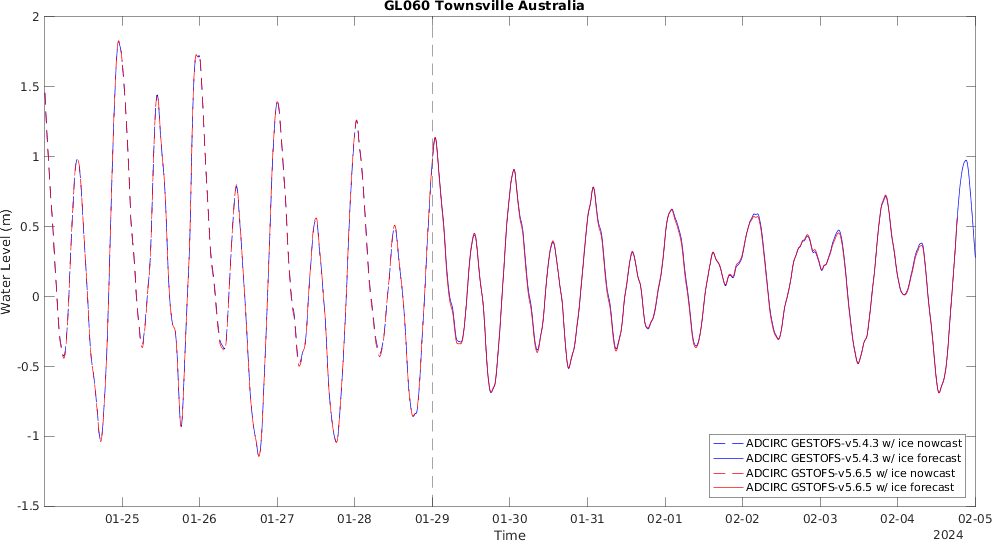 GL060 Townsville Australia
2
1.5
1
0.5
0
-0.5
-1
-1.5
Water Level (m)
ADCIRC GESTOFS-v5.4.3 w/ ice nowcast
ADCIRC GESTOFS-v5.4.3 w/ ice forecast
ADCIRC GSTOFS-v5.6.5 w/ ice nowcast
ADCIRC GSTOFS-v5.6.5 w/ ice forecast
01-25 01-26 01-27 01-28 01-29 01-30 01-31 02-01 02-02 02-03 02-04 02-05
Time
2024